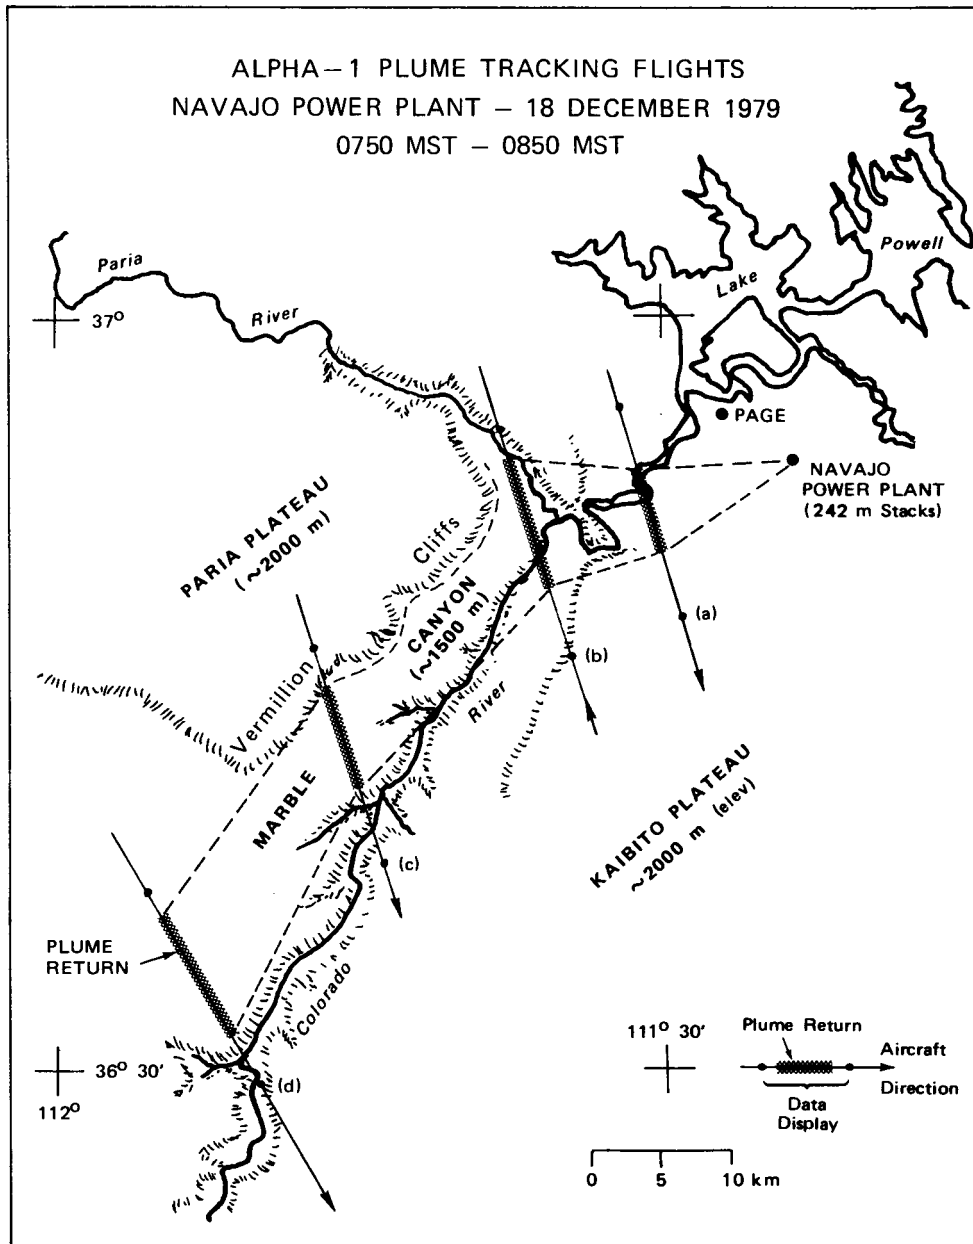 ALPHA–1 PLUME TRACKING FLIGHTS
NAVAJO POWER PLANT – 18 DECEMBER 1979
0750 MST – 0850 MST
Paria
River
37°
Lake
Powell
PAGE
NAVAJO
POWER PLANT
(242 m Stacks)
PARIA PLATEAU
(~2000 m)
Vermillion
Cliffs
MARBLE
CANYON
(~1500 m)
River
(a)
(b)
KAIBITO PLATEAU
~2000 m (elev)
(c)
PLUME
RETURN
Colorado
(d)
36° 30'
112°
111° 30'
Plume Return
Aircraft
Direction
Data
Display
0 5 10 km